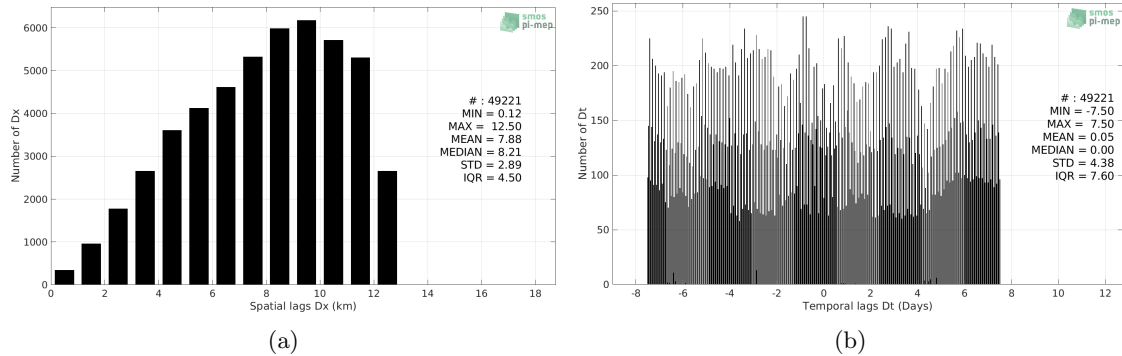 6000
5000
4000
3000
2000
1000
0
Number of Dx
smos
pi-mep
# : 49221
MIN = 0.12
MAX = 12.50
MEAN = 7.88
MEDIAN = 8.21
STD = 2.89
IQR = 4.50
0 2 4 6 8 10 12 14 16 18
Spatial lags Dx (km)
(a)
250
200
150
100
50
0
Number of Dt
smos
pi-mep
# : 49221
MIN = -7.50
MAX = 7.50
MEAN = 0.05
MEDIAN = 0.00
STD = 4.38
IQR = 7.60
-8 -6 -4 -2 0 2 4 6 8 10 12
Temporal lags Dt (Days)
(b)